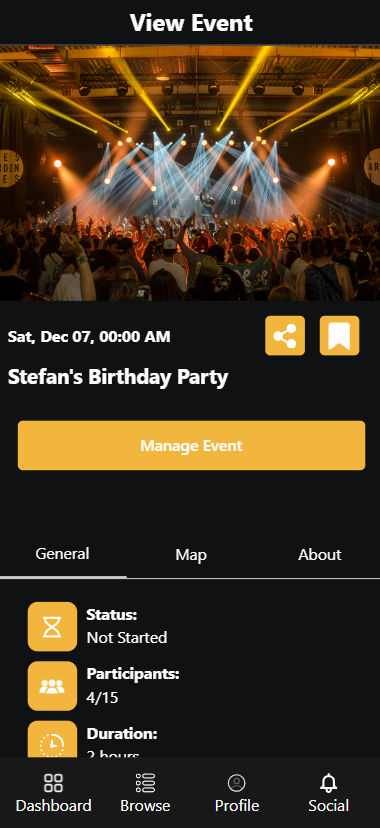 View Event
Sat, Dec 07, 00:00 AM
Stefan's Birthday Party
Manage Event
General
Map
About
Status:
Not Started
Participants:
4/15
Duration:
2 hours
Dashboard
Browse
Profile
Social